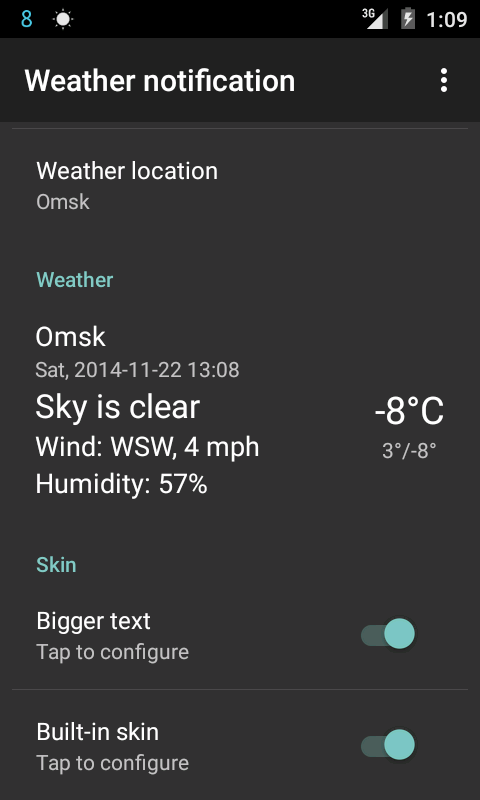 8 3G 1:09
Weather notification
Weather location
Omsk
Weather
Omsk
Sat, 2014-11-22 13:08
Sky is clear -8°C
Wind: WSW, 4 mph 3°/-8°
Humidity: 57%
Skin
Bigger text
Tap to configure
Built-in skin
Tap to configure